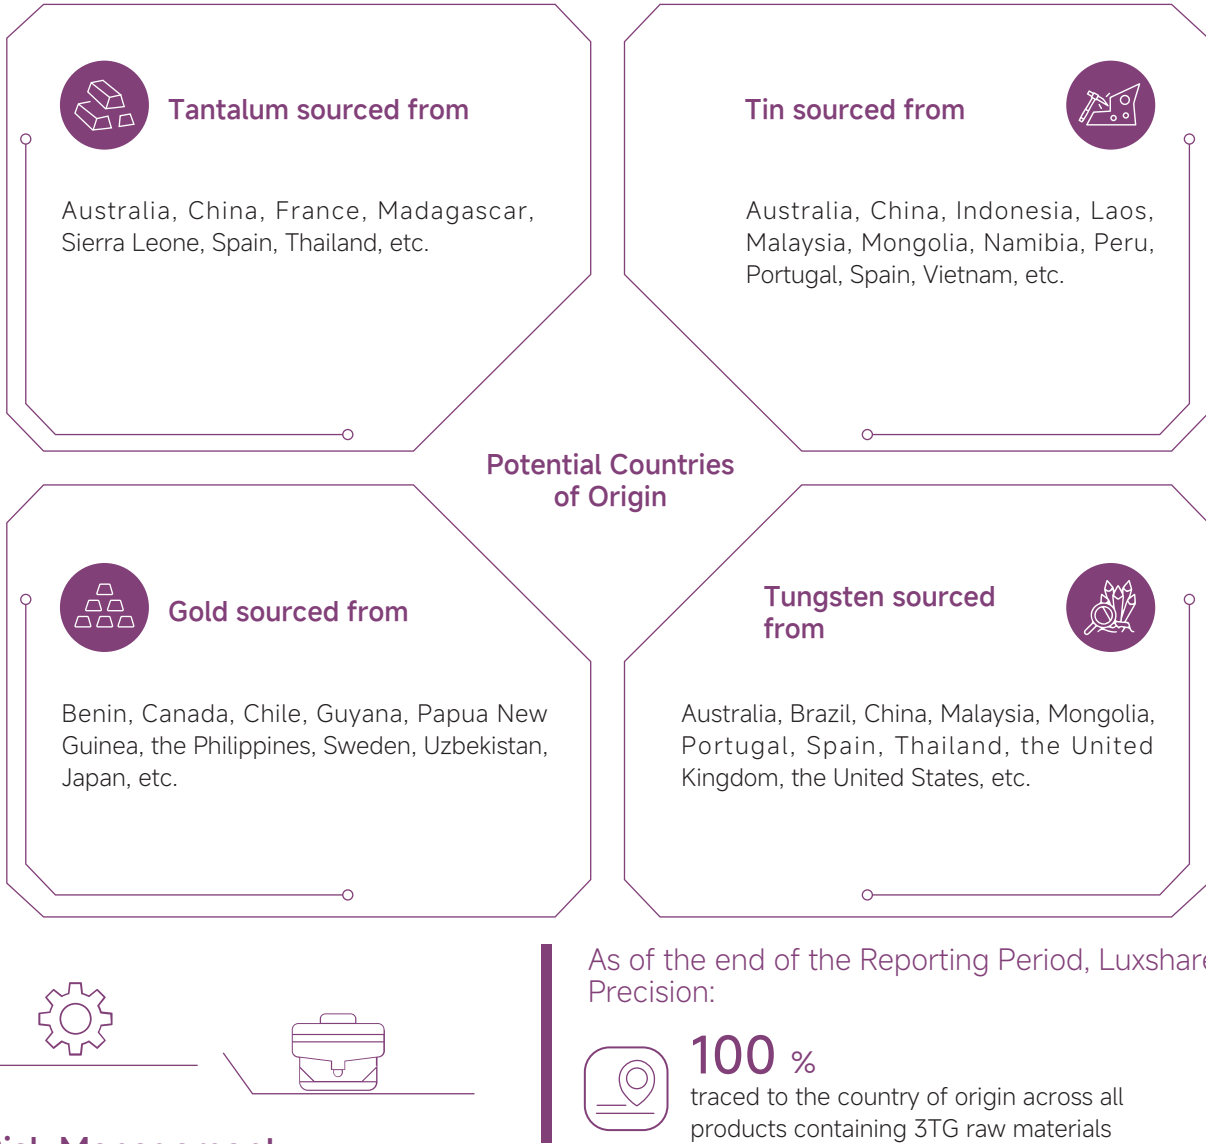 Tantalum sourced from
Australia, China, France, Madagascar,
Sierra Leone, Spain, Thailand, etc.
Tin sourced from
Australia, China, Indonesia, Laos,
Malaysia, Mongolia, Namibia, Peru,
Portugal, Spain, Vietnam, etc.
Potential Countries
of Origin
Gold sourced from
Benin, Canada, Chile, Guyana, Papua New
Guinea, the Philippines, Sweden, Uzbekistan,
Japan, etc.
Tungsten sourced
from
Australia, Brazil, China, Malaysia, Mongolia,
Portugal, Spain, Thailand, the United
Kingdom, the United States, etc.
As of the end of the Reporting Period, Luxshare
Precision:
100 %
traced to the country of origin across all
products containing 3TG raw materials